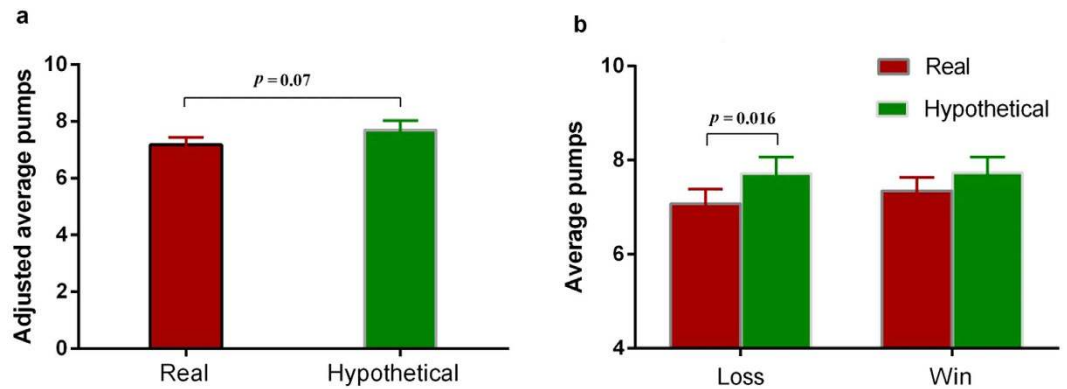 a
Adjusted average pumps
10
8
6
4
2
0
p = 0.07
Real
Hypothetical
b
Average pumps
10
8
6
4
Real
Hypothetical
p = 0.016
Loss
Win